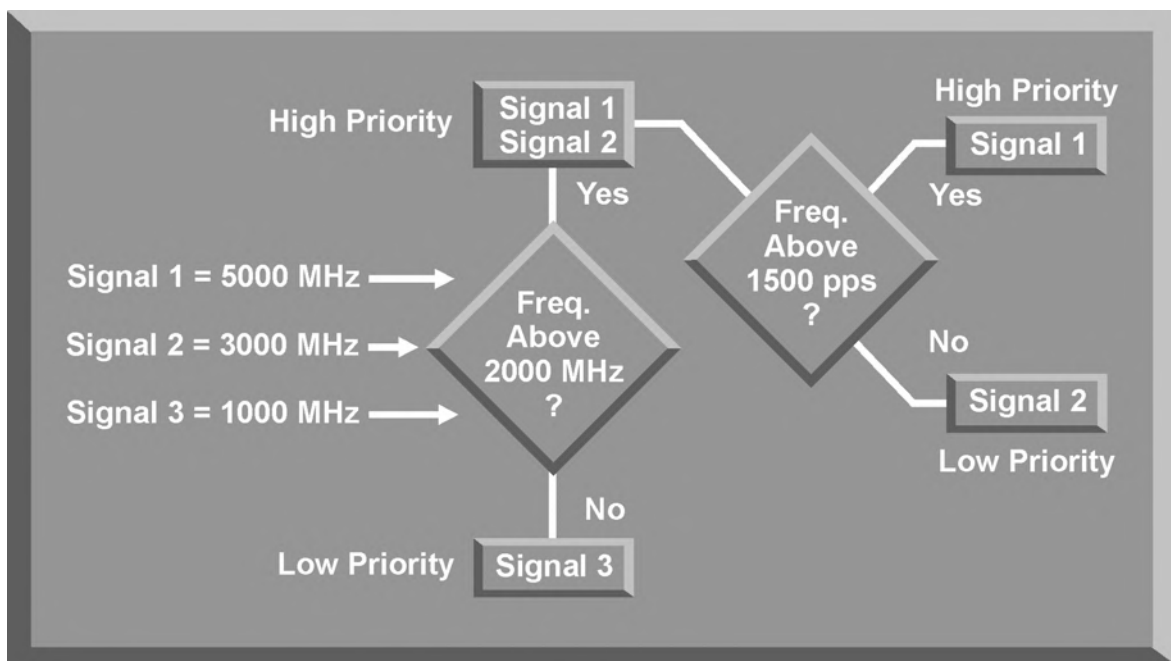 High Priority
Signal 1
Signal 2
Yes
Signal 1 = 5000 MHz
Signal 2 = 3000 MHz
Signal 3 = 1000 MHz
Freq.
Above
2000 MHz
?
No
Low Priority
Signal 3
Freq.
Above
1500 pps
?
High Priority
Signal 1
Yes
No
Signal 2
Low Priority